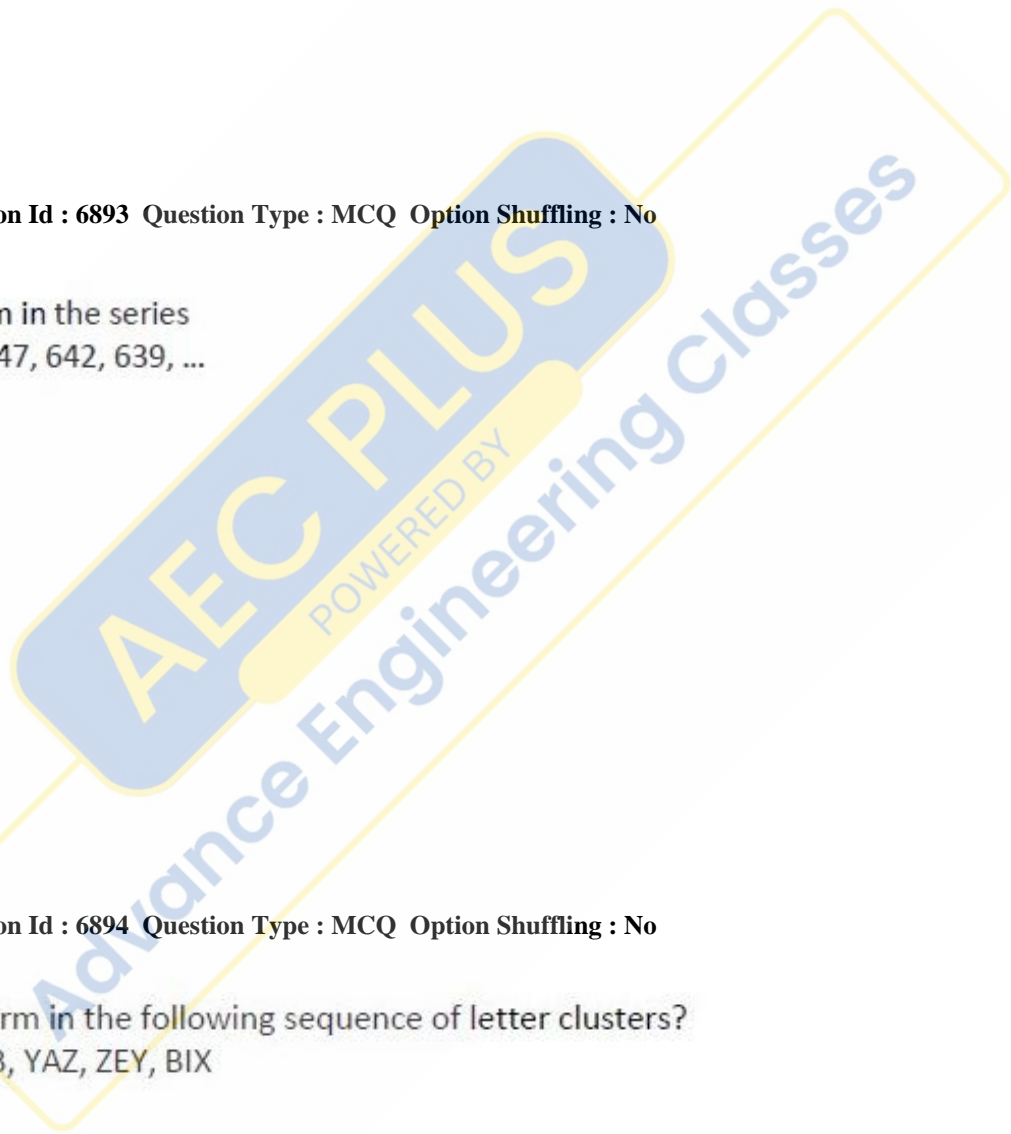 on Id : 6893 Question Type : MCQ Option Shuffling : No
in the series
47, 642, 639, ...
AEC PLUS
POWERED BY
Advance Engineering Classes
on Id : 6894 Question Type : MCQ Option Shuffling : No
rm in the following sequence of letter clusters?
YAZ, ZEY, BIX